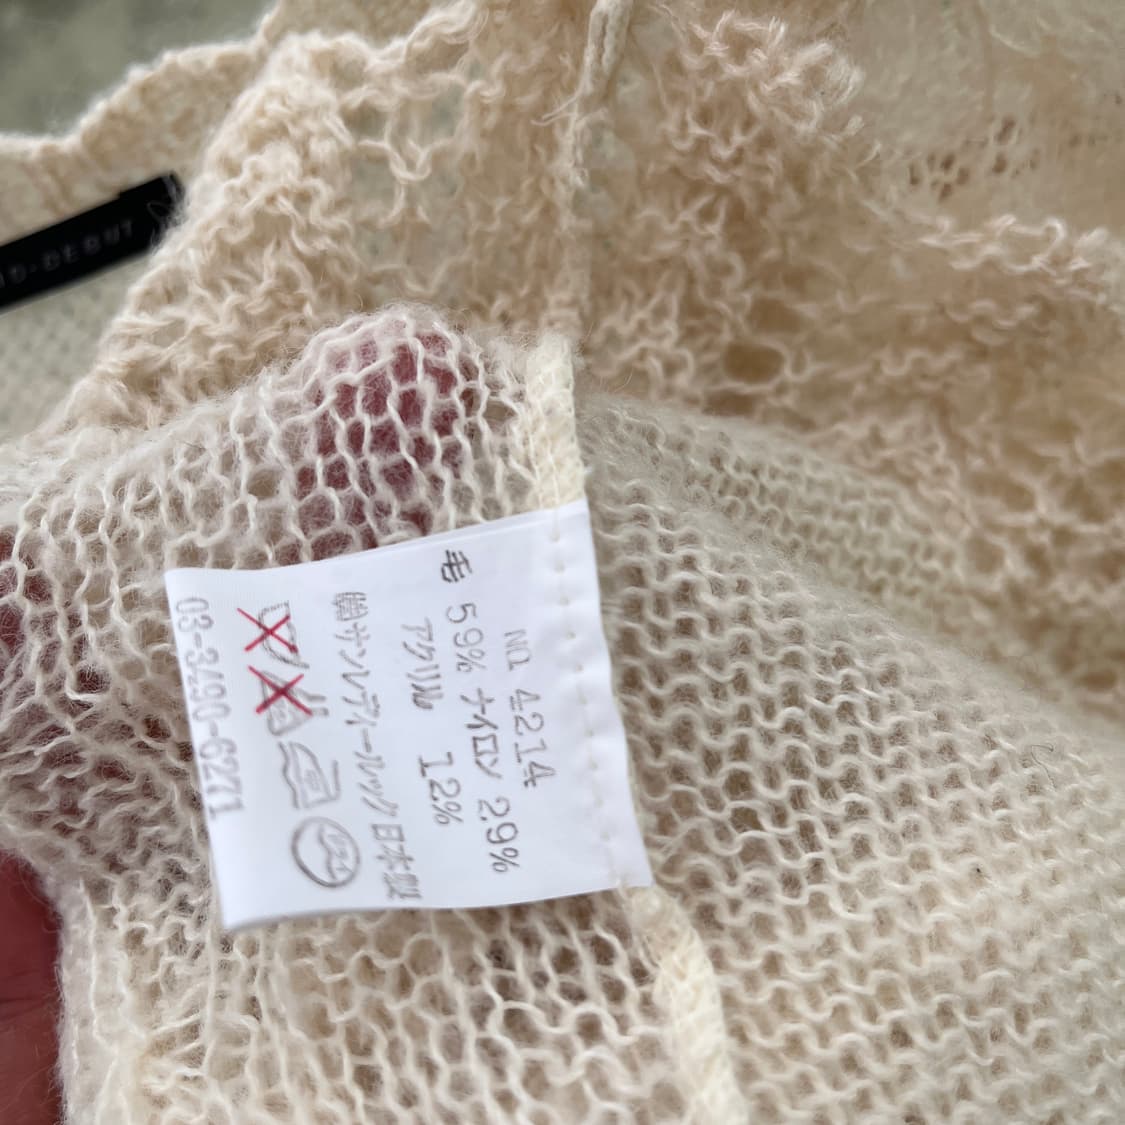 D-DEBUT
No 4214
毛 59% ナイロン 29%
アクリル 12%
㈱サンレディールック 日本製
03-3490-6271